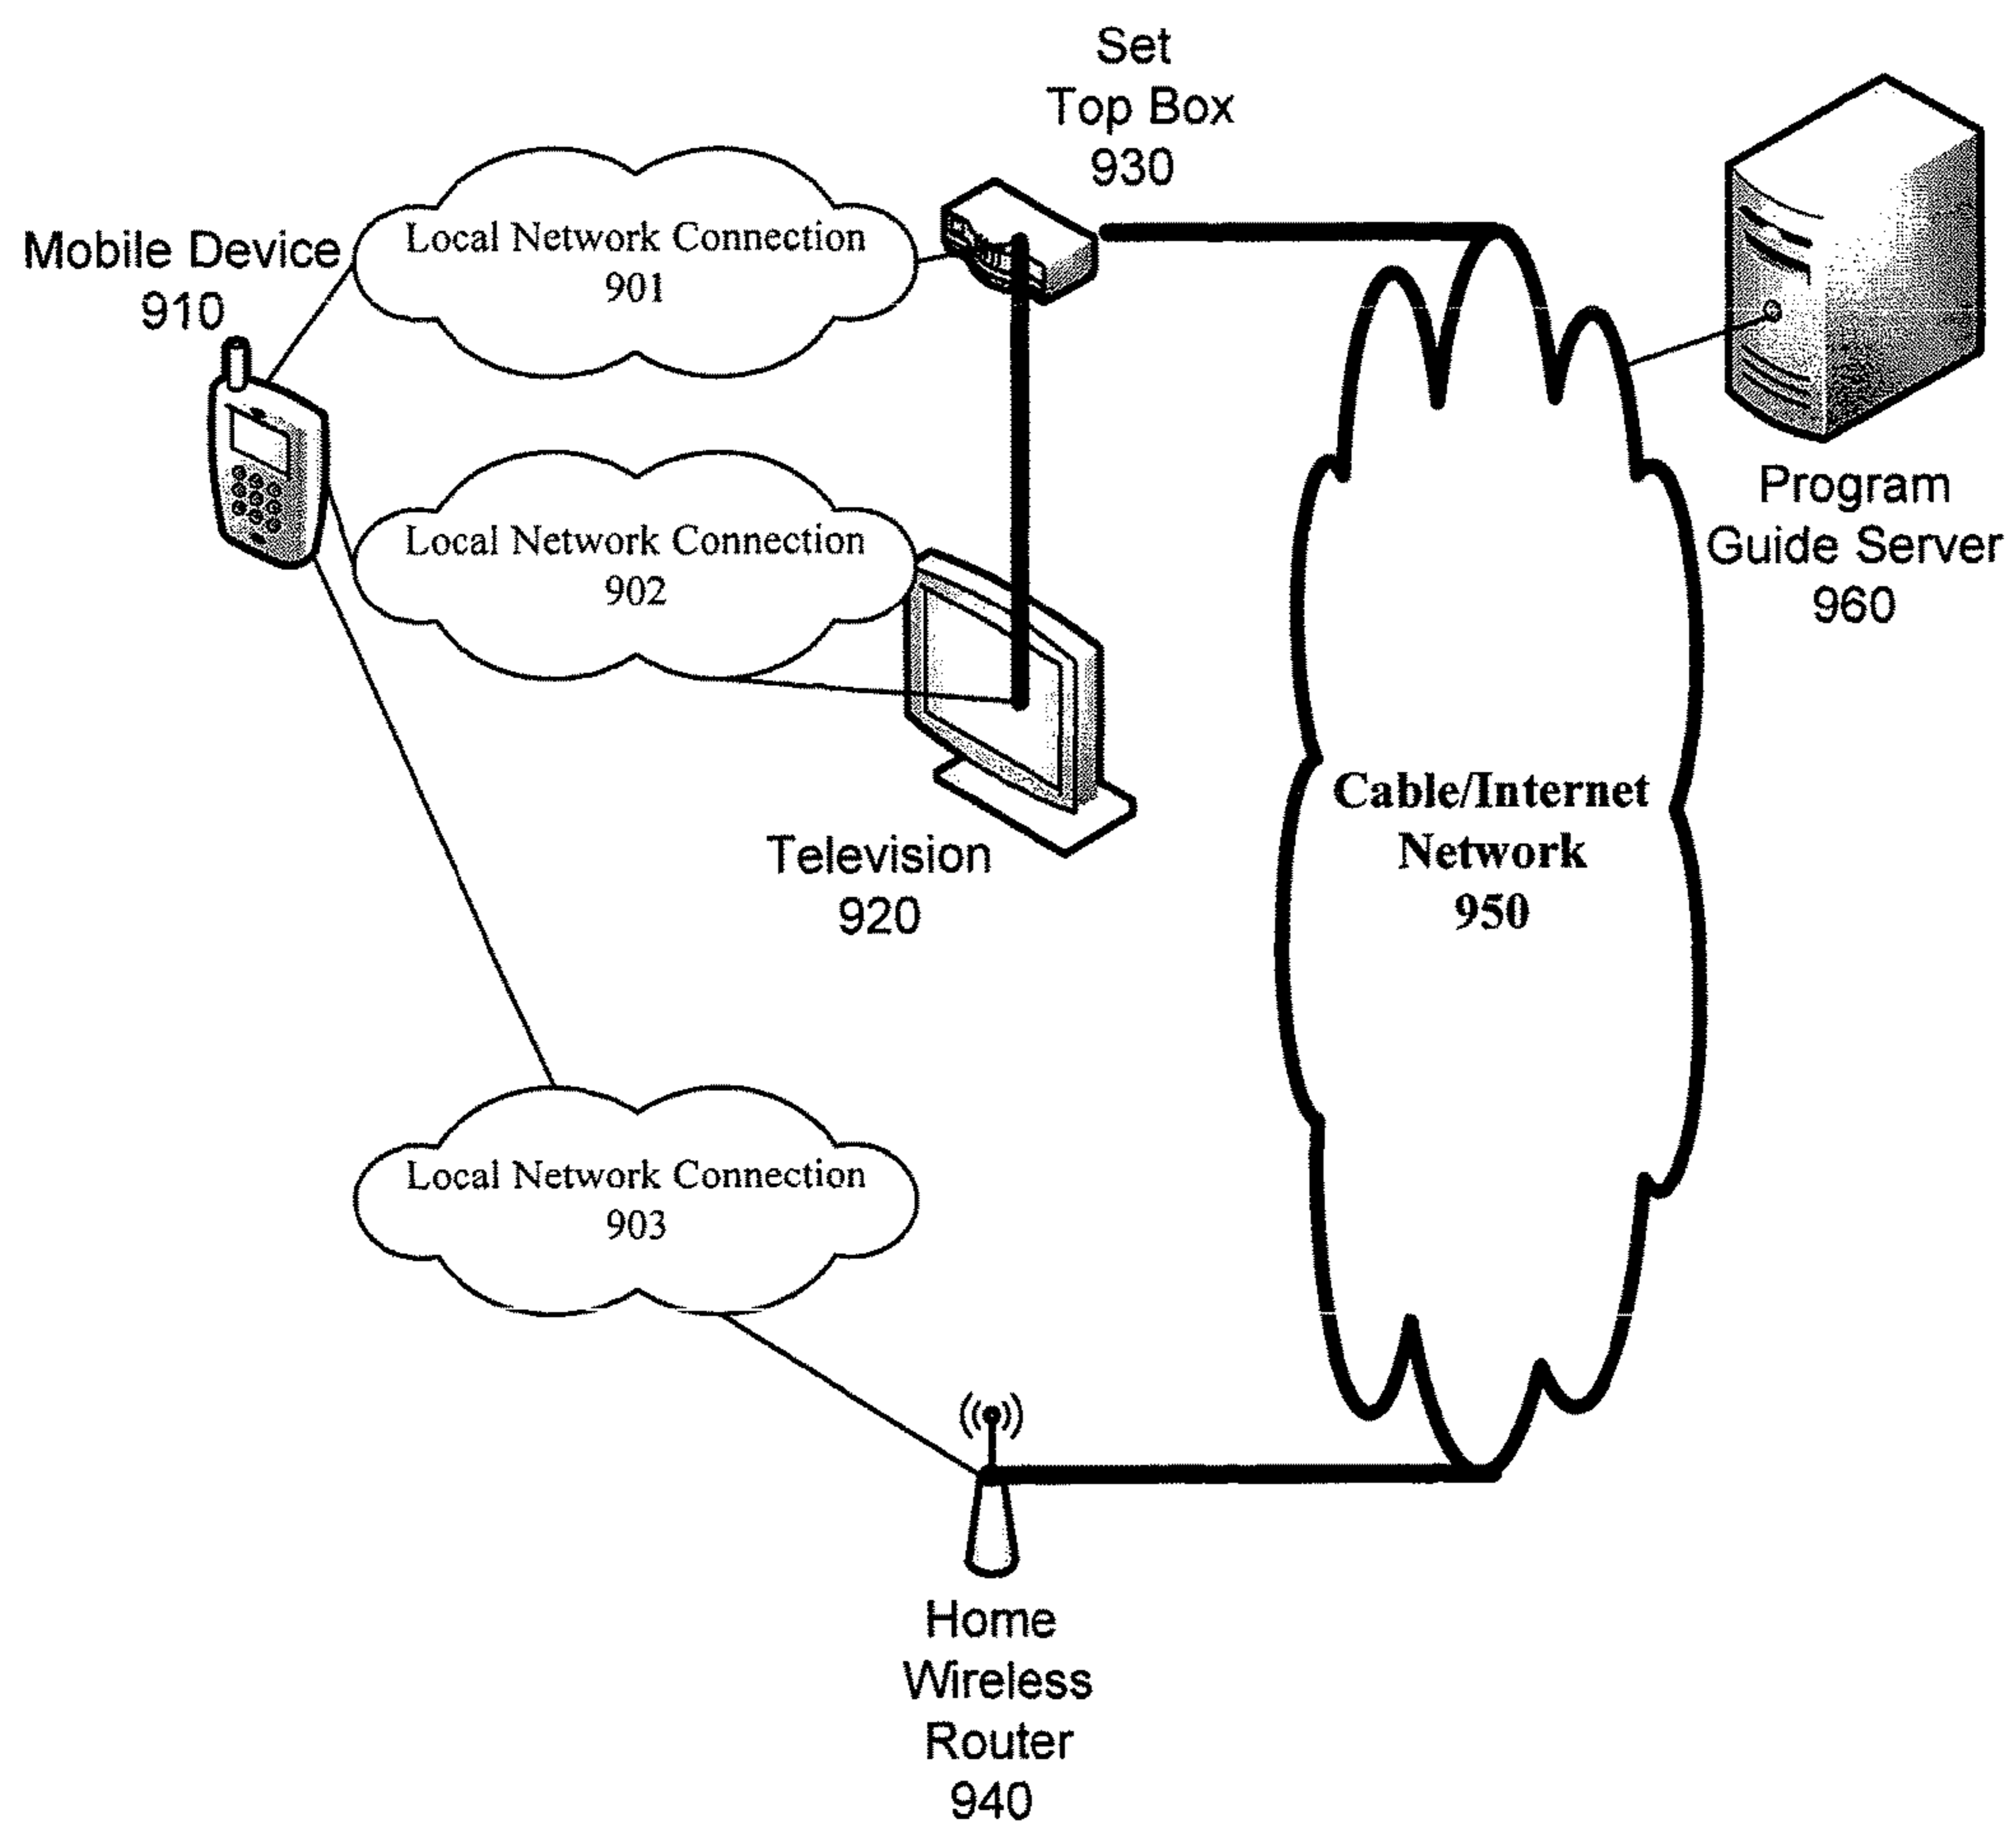 Set
Top Box
930
Mobile Device
910
Local Network Connection
901
Local Network Connection
902
Program
Guide Server
960
Television
920
Cable/Internet
Network
950
Local Network Connection
903
Home
Wireless
Router
940